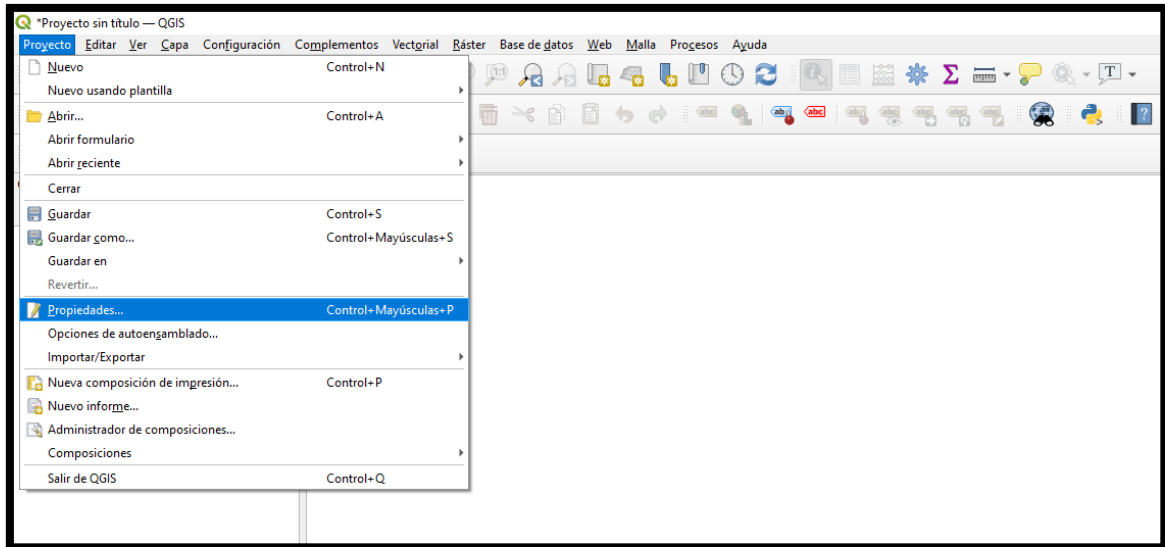 *Proyecto sin título — QGIS
Proyecto Editar Ver Capa Configuración Complementos Vectorial Ráster Base de datos Web Malla Procesos Ayuda
Nuevo Control+N
Nuevo usando plantilla
Abrir... Control+A
Abrir formulario
Abrir reciente
Cerrar
Guardar Control+S
Guardar como... Control+Mayúsculas+S
Guardar en
Revertir...
Propiedades... Control+Mayúsculas+P
Opciones de autoensamblado...
Importar/Exportar
Nueva composición de impresión... Control+P
Nuevo informe...
Administrador de composiciones...
Composiciones
Salir de QGIS Control+Q